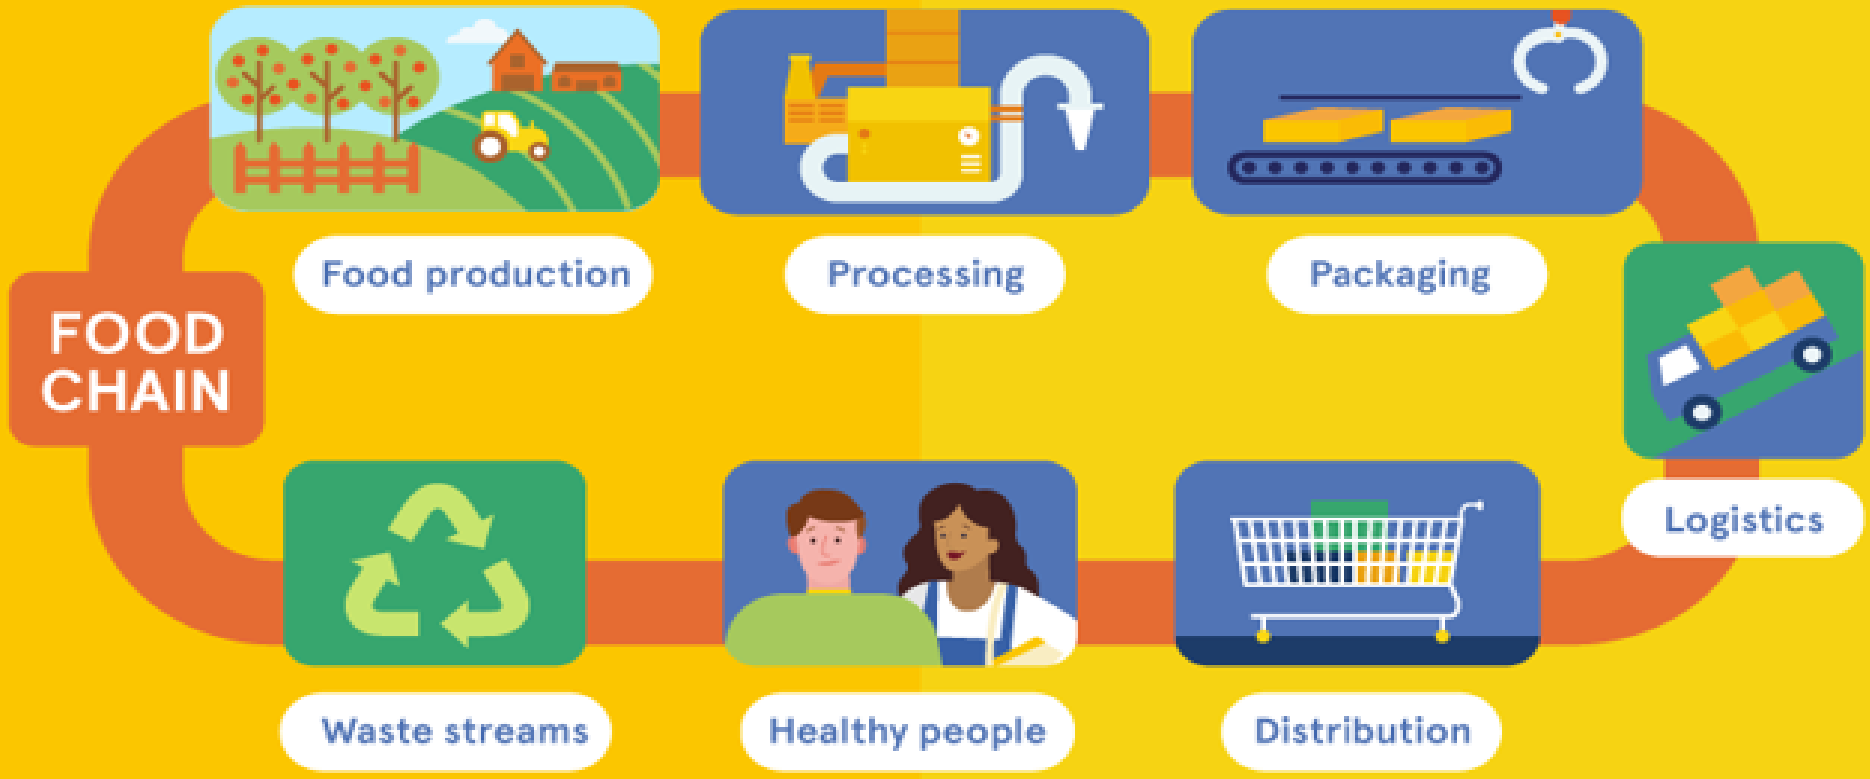 Food production
Processing
Packaging
FOOD
CHAIN
Logistics
Waste streams
Healthy people
Distribution